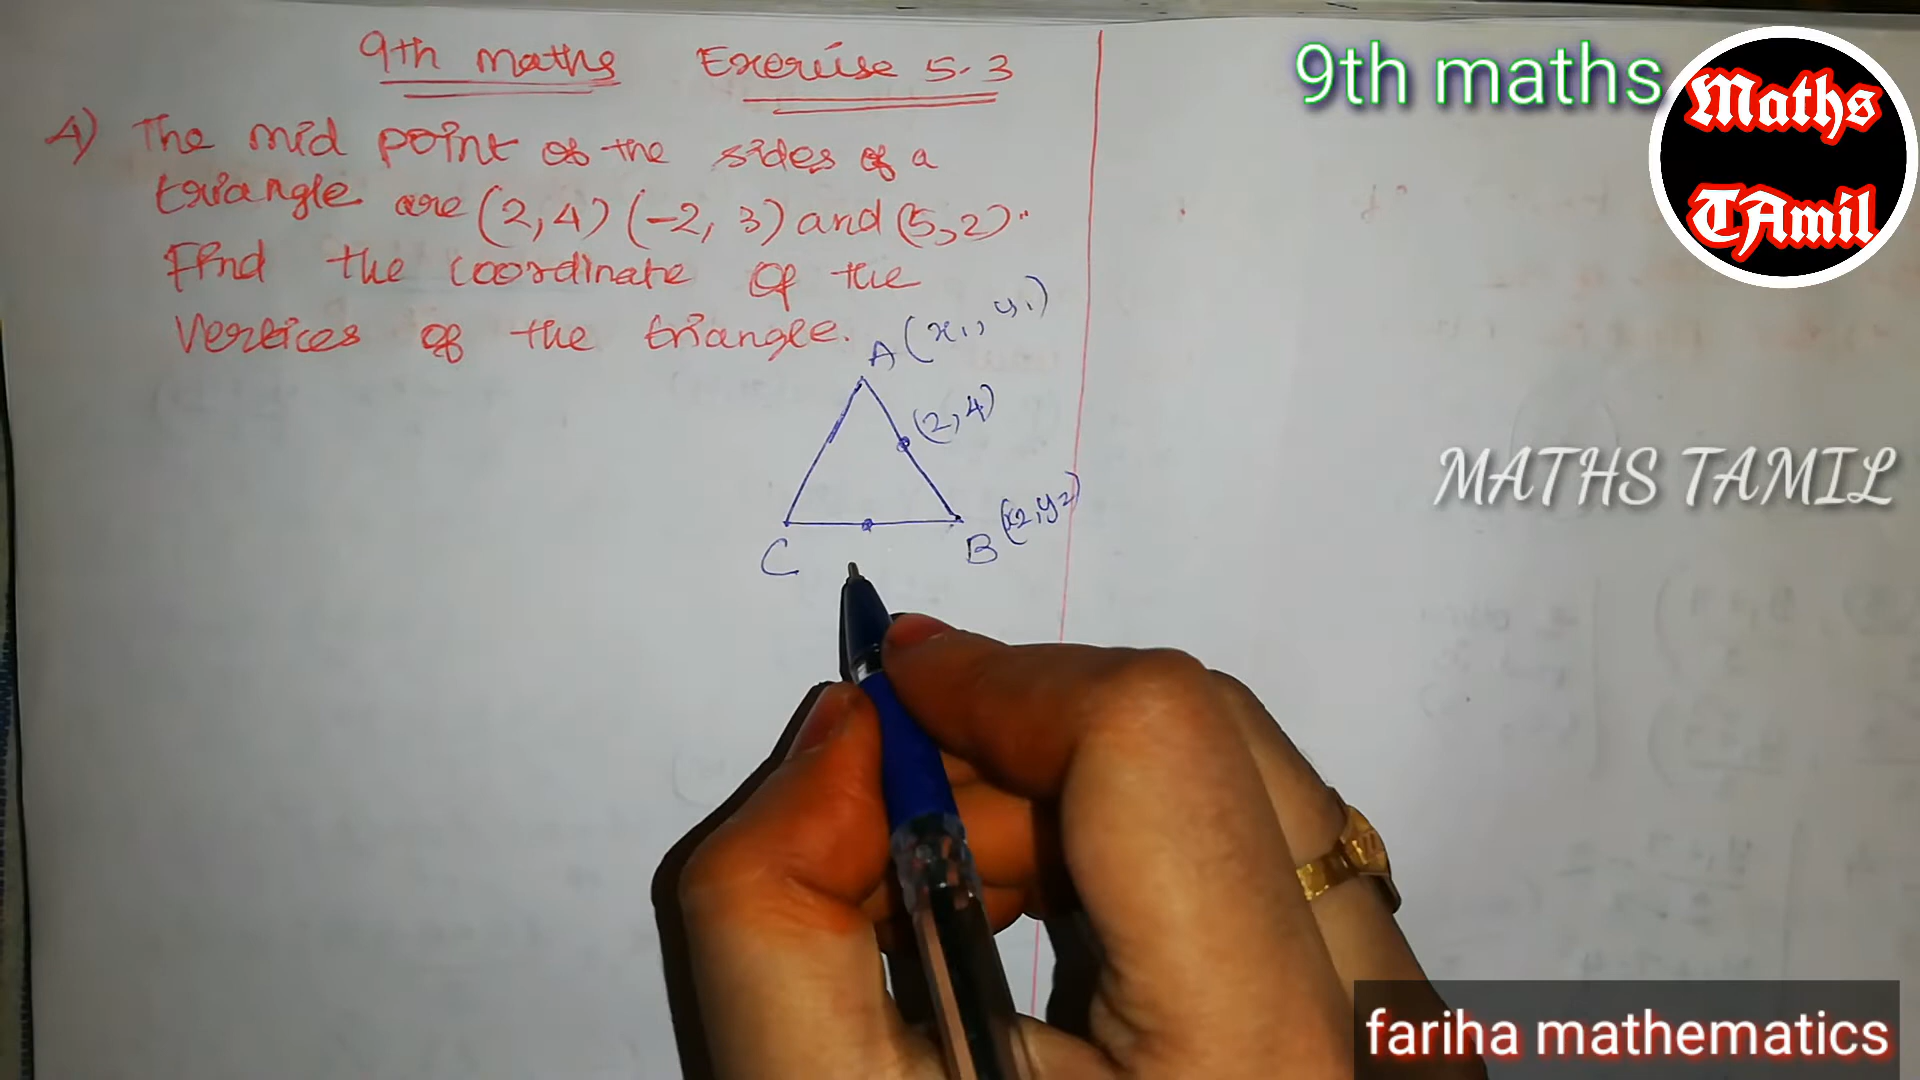 9th maths Exercise 5.3
4) The mid point of the sides of a
triangle are (2,4) (-2, 3) and (5,2).
Find the coordinate of the
vertices of the triangle.
A (x1, y1)
(2,4)
B (x2, y2)
C
9th maths
Maths
TAmil
MATHS TAMIL
fariha mathematics